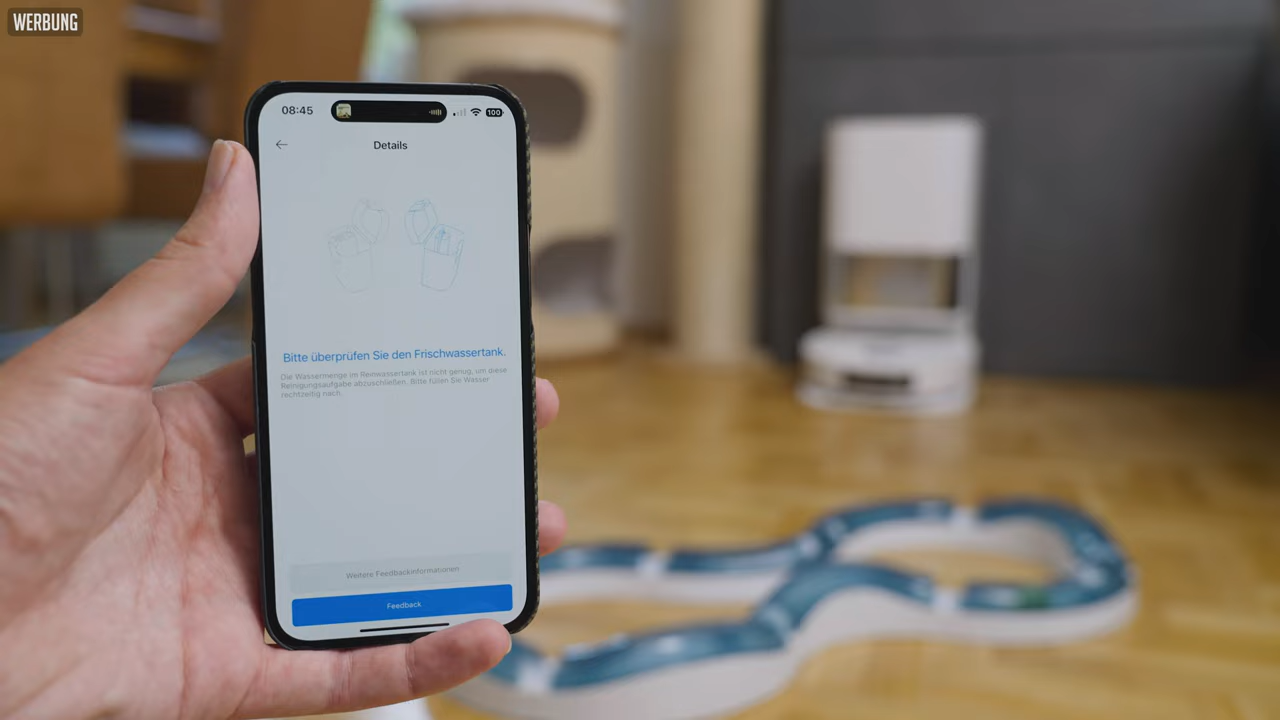 WERBUNG
08:45
100
Details
Bitte überprüfen Sie den Frischwassertank.
Die Wassermenge im Reinwassertank ist nicht genug, um diese
Reinigungsaufgabe abzuschließen. Bitte füllen Sie Wasser
rechtzeitig nach.
Weitere Feedbackinformationen
Feedback